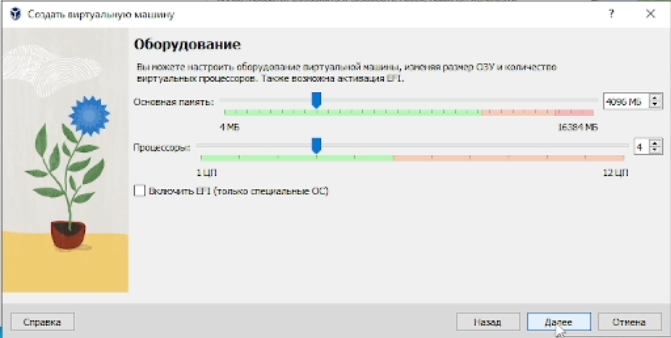 Создать виртуальную машину
?
Оборудование
Вы можете настроить оборудование виртуальной машины, изменяя размер ОЗУ и количество
виртуальных процессоров. Также возможна активация EFI.
Основная память:
4096 МБ
4 МБ
16384 МБ
Процессоры:
4
1 ЦП
12 ЦП
Включить EFI (только специальные ОС)
Справка
Назад
Далее
Отмена